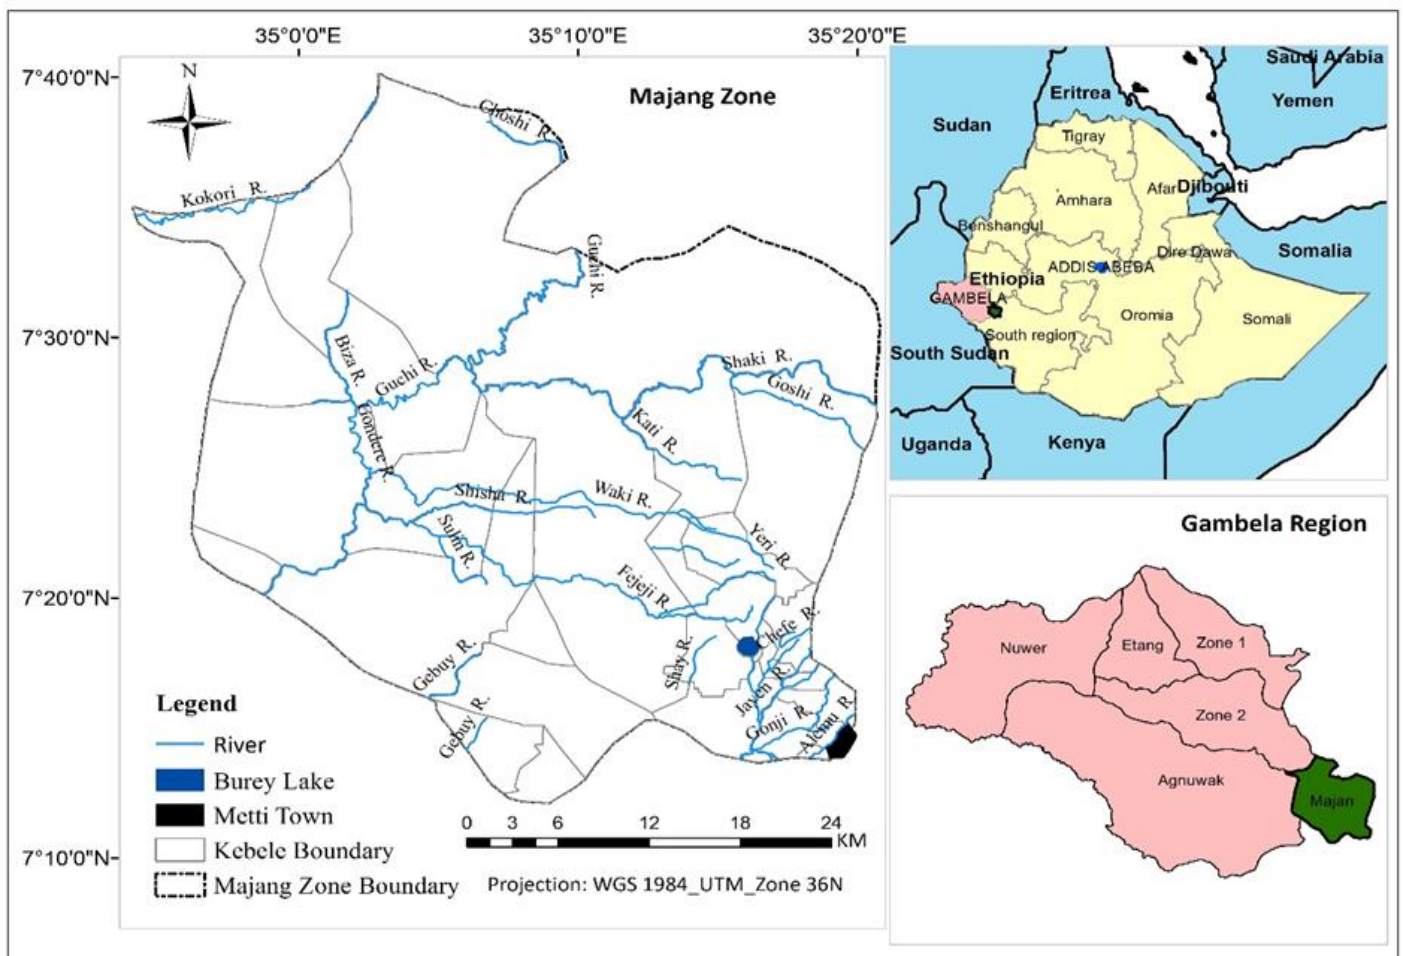 35°0'0"E
35°10'0"E
35°20'0"E
7°40'0"N
7°30'0"N
7°20'0"N
7°10'0"N
N
Majang Zone
Choshi R.
Kokori R.
Guchi R.
Biza R.
Guchi R.
Shaki R.
Goshi R.
Gondere R.
Kati R.
Shisha R.
Waki R.
Sulin R.
Yeri R.
Fejeji R.
Chefe R.
Gebuy R.
Shay R.
Jayen R.
Gebuy R.
Gonji R.
Alemu R.
Legend
River
Burey Lake
Metti Town
Kebele Boundary
Majang Zone Boundary
0 3 6 12 18 24
KM
Projection: WGS 1984_UTM_Zone 36N
Saudi Arabia
Eritrea
Yemen
Sudan
Tigray
Afar
Djibouti
Amhara
Benshangul
Dire Dawa
Somalia
ADDIS ABEBA
Ethiopia
GAMBELA
Oromia
Somali
South region
South Sudan
Uganda
Kenya
Gambela Region
Nuwer
Etang
Zone 1
Zone 2
Agnuwak
Majan